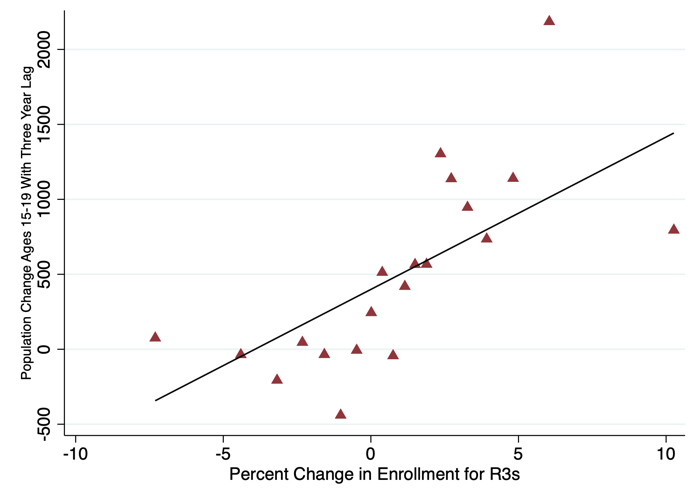 Population Change Ages 15-19 With Three Year Lag
2000
1500
1000
500
0
-500
-10 -5 0 5 10
Percent Change in Enrollment for R3s